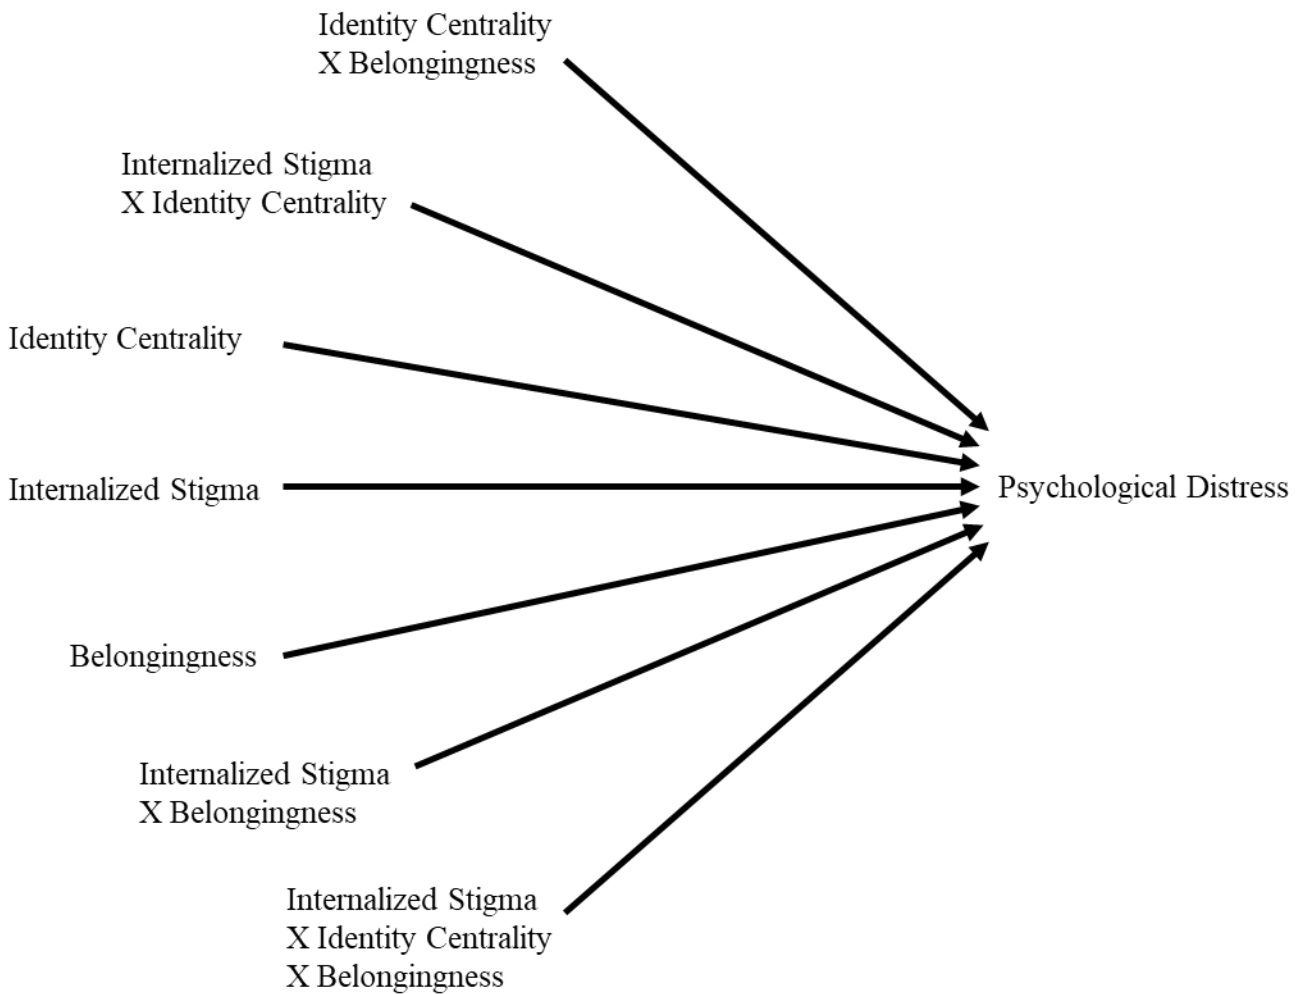 Identity Centrality
X Belongingness
Internalized Stigma
X Identity Centrality
Identity Centrality
Internalized Stigma
Psychological Distress
Belongingness
Internalized Stigma
X Belongingness
Internalized Stigma
X Identity Centrality
X Belongingness